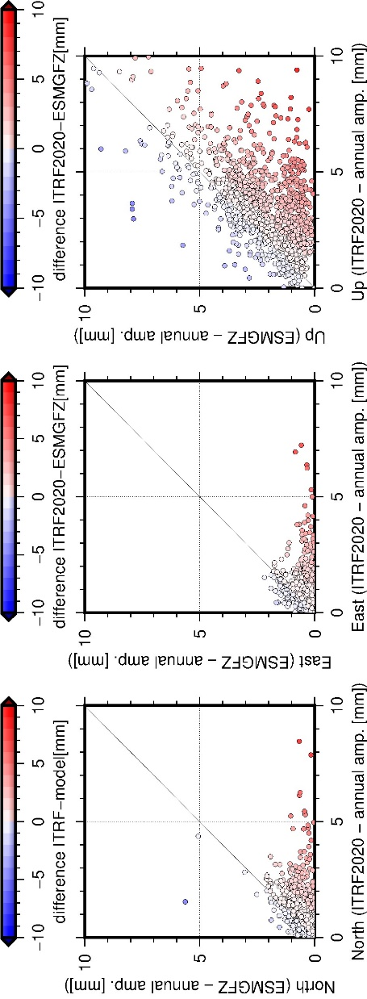 −10 −5 0 5 10
difference ITRF−model[mm]
North (ESMGFZ − annual amp. [mm])
10
5
0
0 5 10
North (ITRF2020 − annual amp. [mm])
−10 −5 0 5 10
difference ITRF2020−ESMGFZ[mm]
East (ESMGFZ − annual amp. [mm])
10
5
0
0 5 10
East (ITRF2020 − annual amp. [mm])
−10 −5 0 5 10
difference ITRF2020−ESMGFZ[mm]
Up (ESMGFZ − annual amp. [mm])
10
5
0
0 5 10
Up (ITRF2020 − annual amp. [mm])